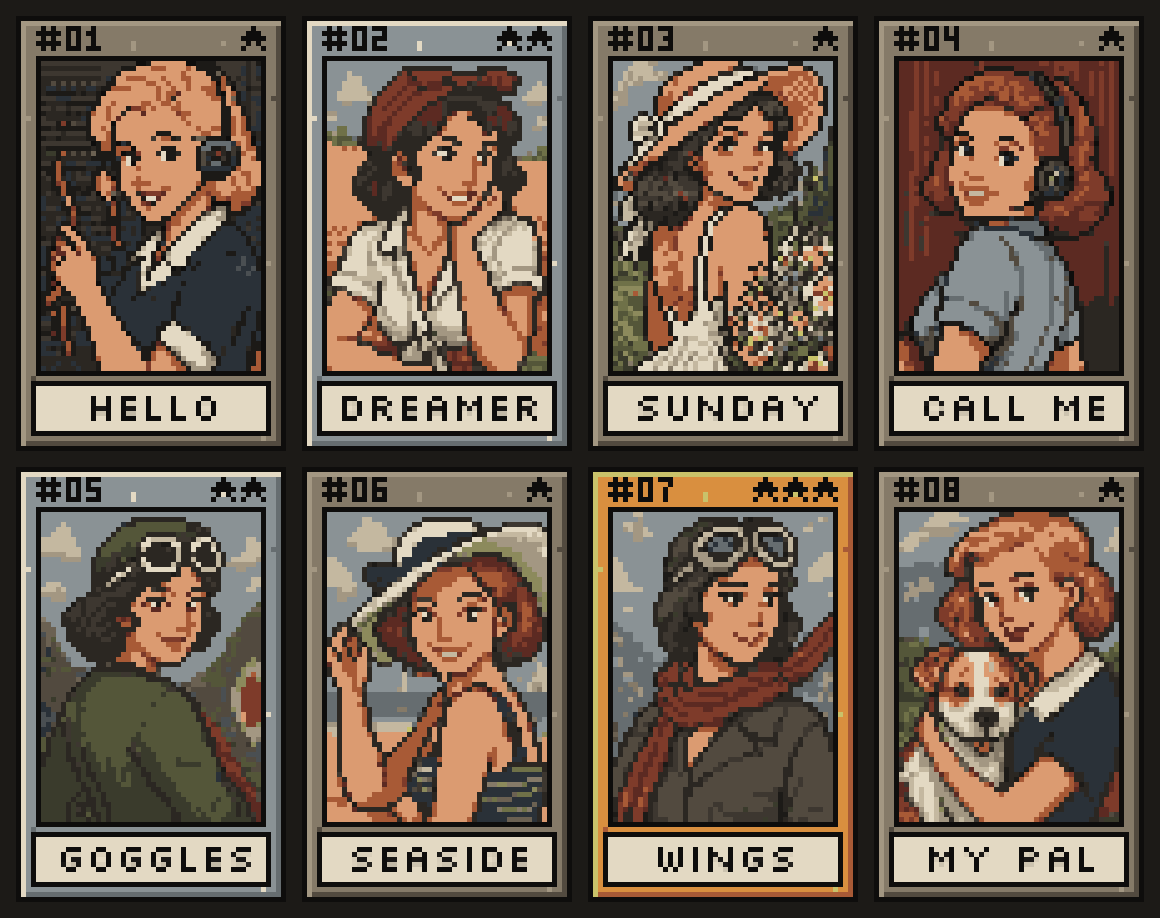 #01
HELLO
#02
DREAMER
#03
SUNDAY
#04
CALL ME
#05
GOGGLES
#06
SEASIDE
#07
WINGS
#08
MY PAL